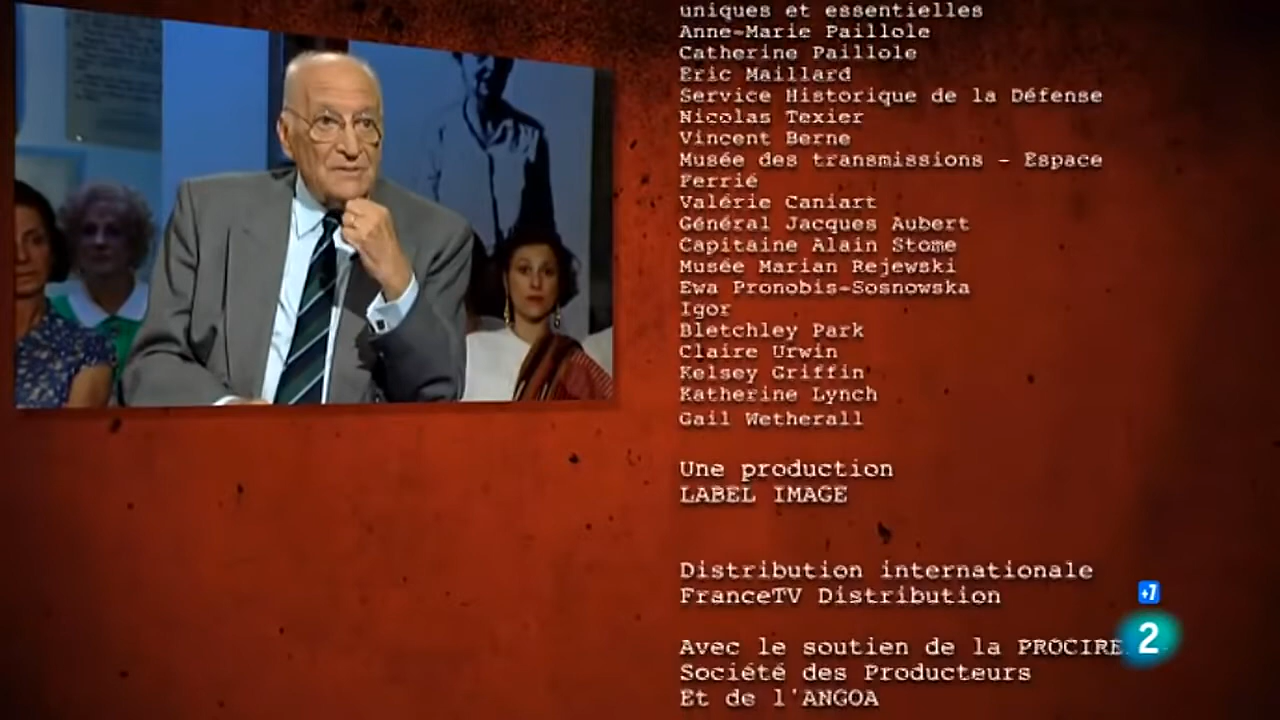 uniques et essentielles
Anne-Marie Paillole
Catherine Paillole
Eric Maillard
Service Historique de la Défense
Nicolas Texier
Vincent Berne
Musée des transmissions - Espace
Ferrié
Valérie Caniart
Général Jacques Aubert
Capitaine Alain Stome
Musée Marian Rejewski
Ewa Pronobis-Sosnowska
Igor
Bletchley Park
Claire Urwin
Kelsey Griffin
Katherine Lynch
Gail Wetherall
Une production
LABEL IMAGE
Distribution internationale
FranceTV Distribution
+7
2
Avec le soutien de la PROCIRE
Société des Producteurs
Et de l'ANGOA